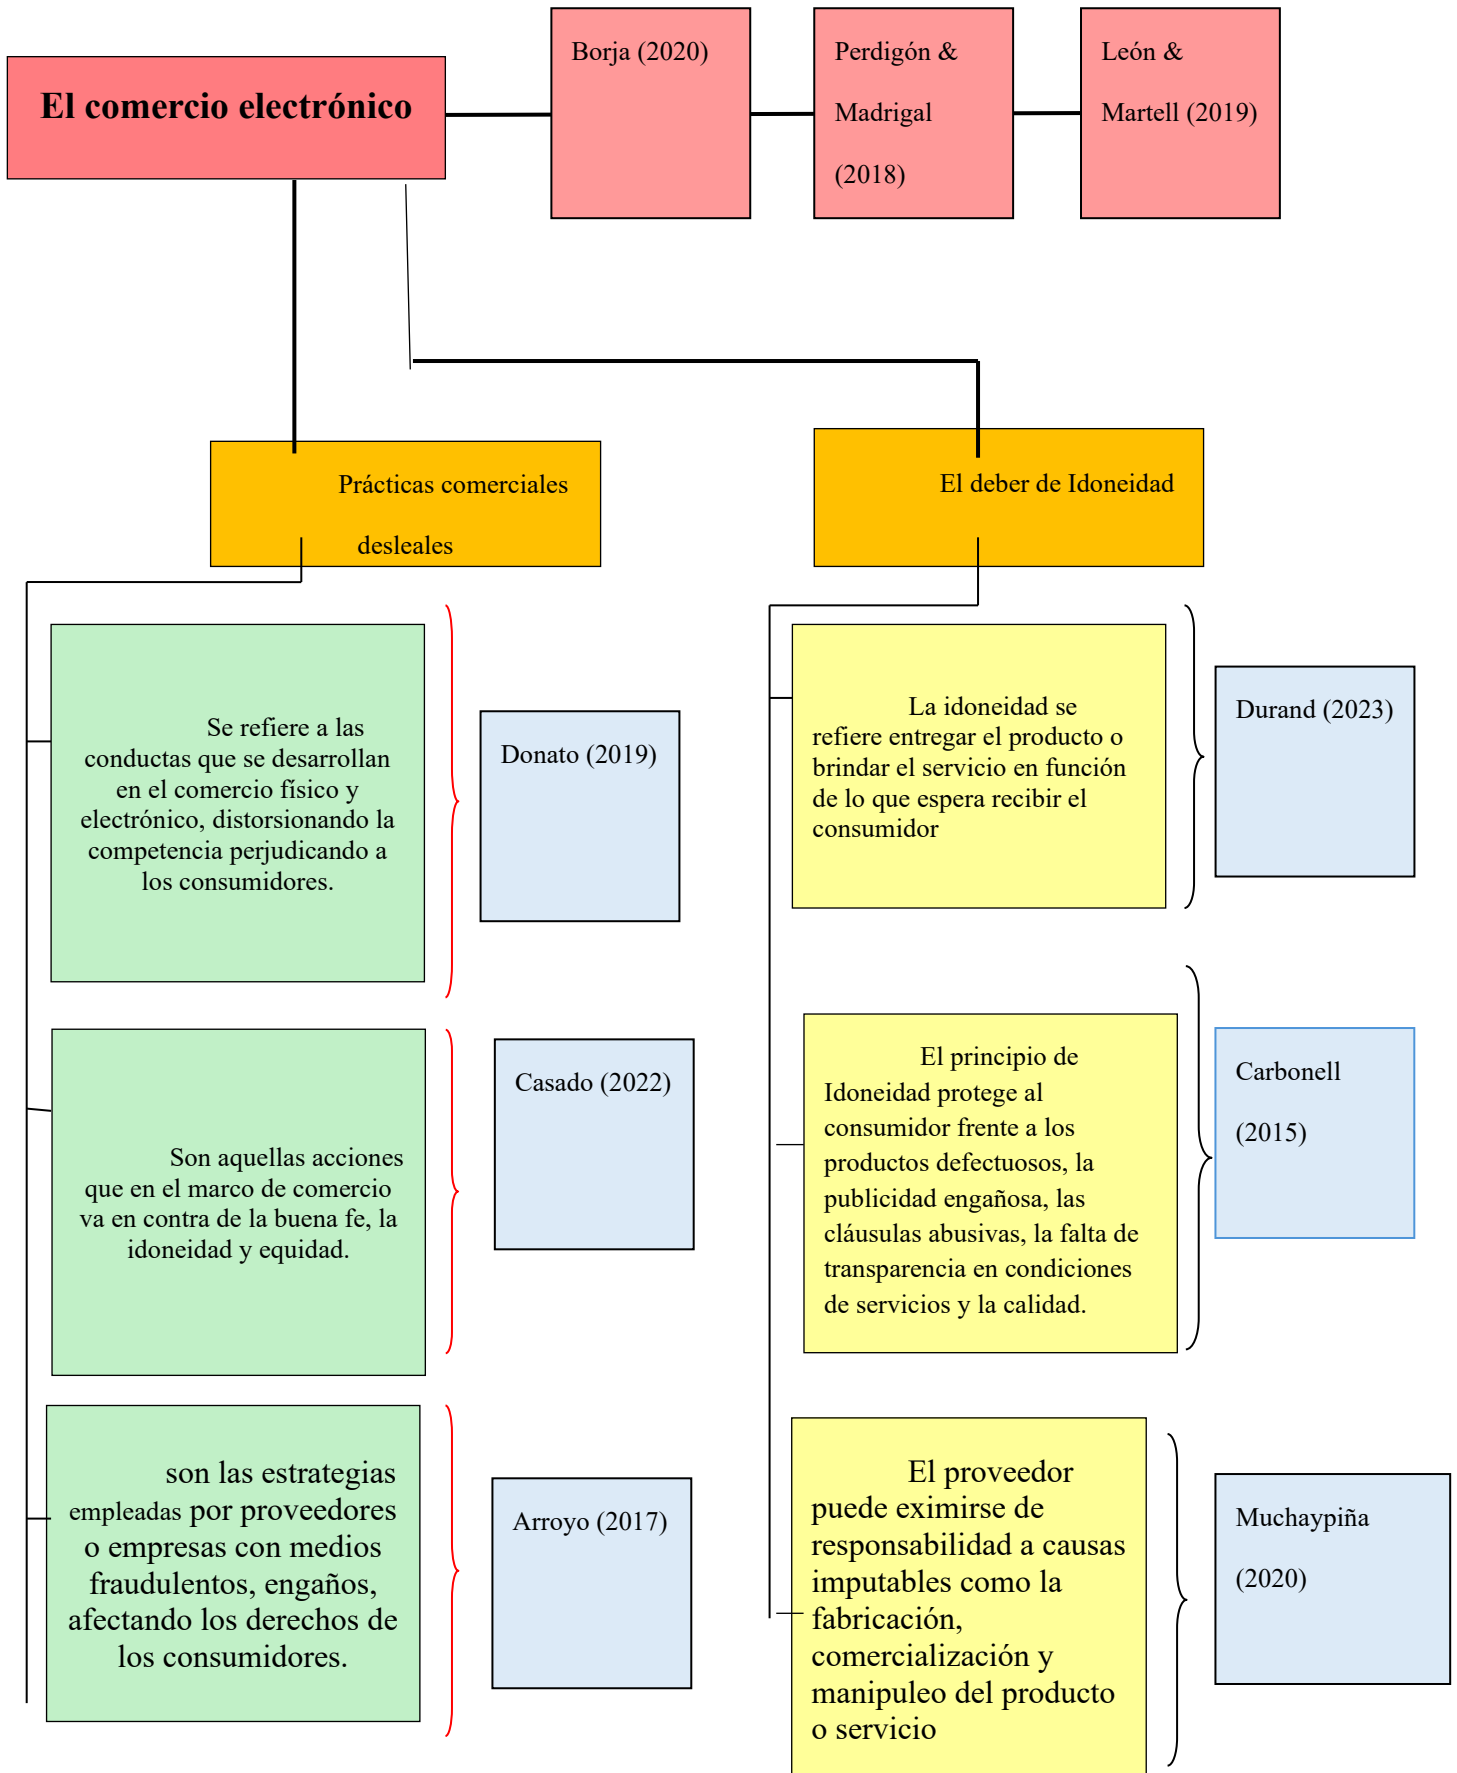 El comercio electrónico
Borja (2020)
Perdigón &
Madrigal
(2018)
León &
Martell (2019)
Prácticas comerciales
desleales
El deber de Idoneidad
Se refiere a las
conductas que se desarrollan
en el comercio físico y
electrónico, distorsionando la
competencia perjudicando a
los consumidores.
Donato (2019)
Son aquellas acciones
que en el marco de comercio
va en contra de la buena fe, la
idoneidad y equidad.
Casado (2022)
son las estrategias
empleadas por proveedores
o empresas con medios
fraudulentos, engaños,
afectando los derechos de
los consumidores.
Arroyo (2017)
La idoneidad se
refiere entregar el producto o
brindar el servicio en función
de lo que espera recibir el
consumidor
Durand (2023)
El principio de
Idoneidad protege al
consumidor frente a los
productos defectuosos, la
publicidad engañosa, las
cláusulas abusivas, la falta de
transparencia en condiciones
de servicios y la calidad.
Carbonell
(2015)
El proveedor
puede eximirse de
responsabilidad a causas
imputables como la
fabricación,
comercialización y
manipuleo del producto
o servicio
Muchaypiña
(2020)